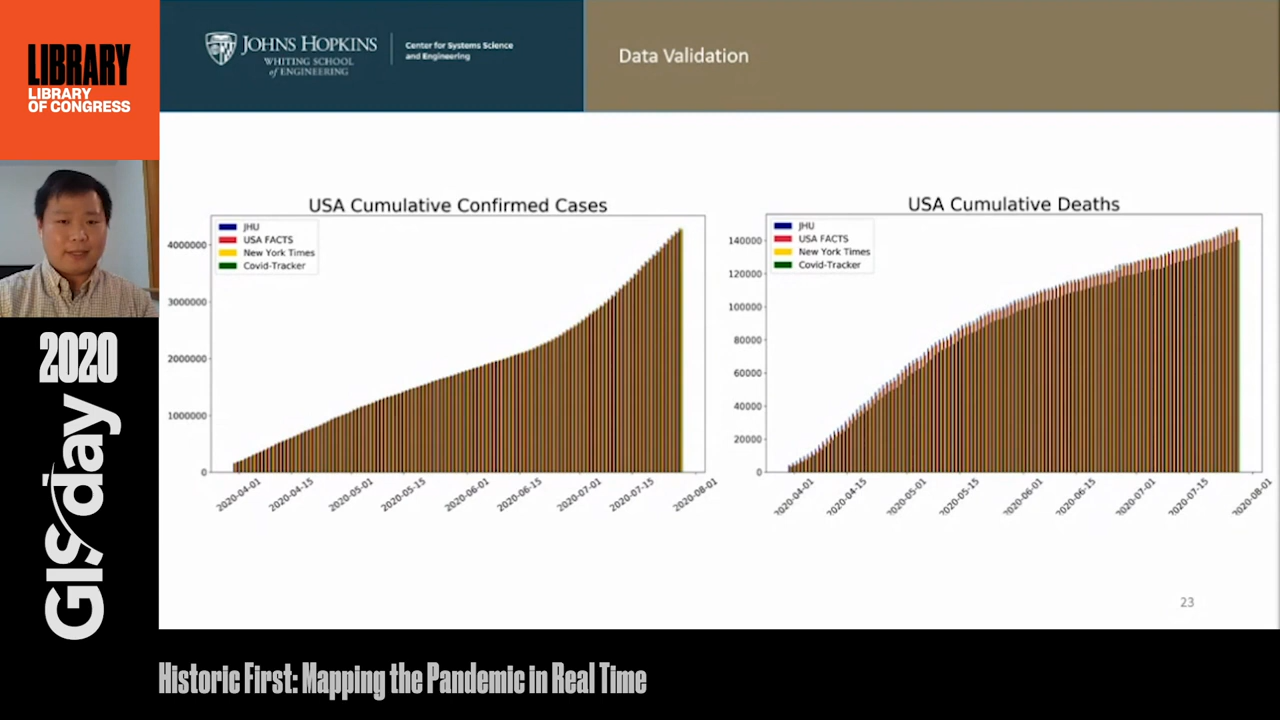 LIBRARY
LIBRARY
OF CONGRESS
2020
GIS day
JOHNS HOPKINS
WHITING SCHOOL
of ENGINEERING
Center for Systems Science
and Engineering
Data Validation
USA Cumulative Confirmed Cases
JHU
USA FACTS
New York Times
Covid-Tracker
4000000
3000000
2000000
1000000
0
2020-04-01
2020-04-15
2020-05-01
2020-05-15
2020-06-01
2020-06-15
2020-07-01
2020-07-15
2020-08-01
USA Cumulative Deaths
JHU
USA FACTS
New York Times
Covid-Tracker
140000
120000
100000
80000
60000
40000
20000
0
2020-04-01
2020-04-15
2020-05-01
2020-05-15
2020-06-01
2020-06-15
2020-07-01
2020-07-15
2020-08-01
23
Historic First: Mapping the Pandemic in Real Time